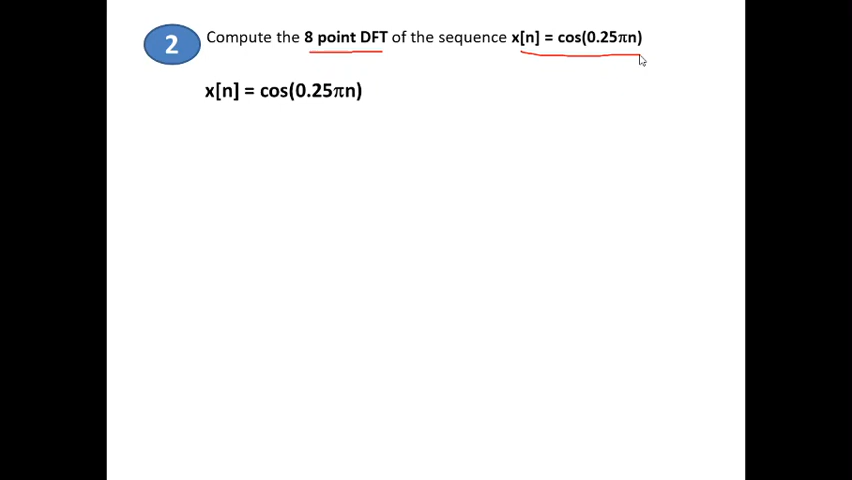 2 Compute the 8 point DFT of the sequence x[n] = cos(0.25πn)
x[n] = cos(0.25πn)